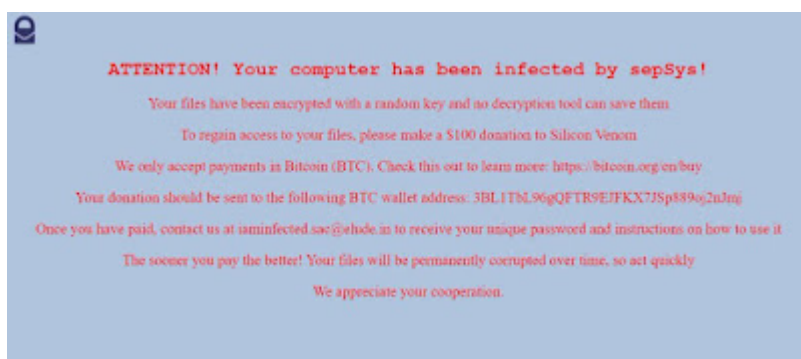 ATTENTION! Your computer has been infected by sepSys!
Your files have been encrypted with a random key and no decryption tool can save them
To regain access to your files, please make a $100 donation to Silicon Venom
We only accept payments in Bitcoin (BTC). Check this out to learn more: https://bitcoin.org/en/buy
Your donation should be sent to the following BTC wallet address:
Once you have paid, contact us at iaminfected.sac@elude.in to receive your unique password and instructions on how to use it
The sooner you pay the better! Your files will be permanently corrupted over time, so act quickly
We appreciate your cooperation.